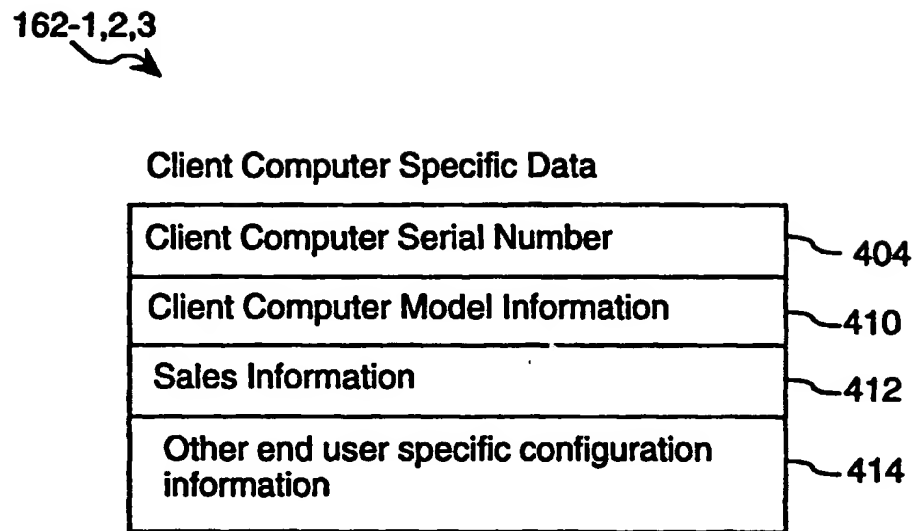 162-1,2,3
Client Computer Specific Data
Client Computer Serial Number
404
Client Computer Model Information
410
Sales Information
412
Other end user specific configuration
information
414